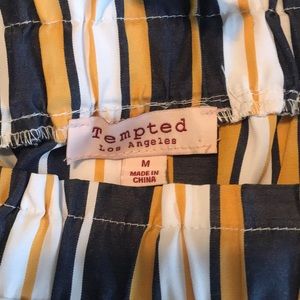 Tempted
Los Angeles
M
MADE IN
CHINA